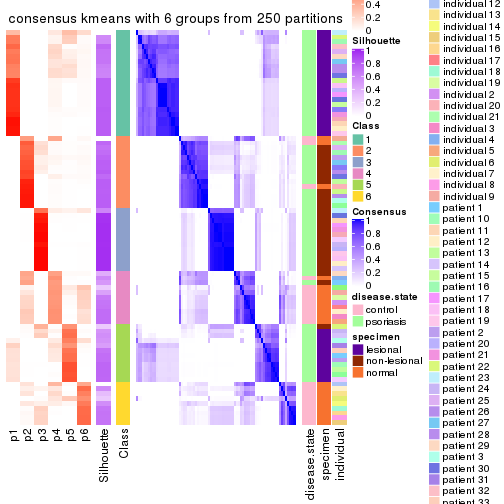 consensus kmeans with 6 groups from 250 partitions
p1
p2
p3
p4
p5
p6
Silhouette
Class
disease.state
specimen
individual
0.4
0.2
0
Silhouette
1
0.8
0.6
0.4
0.2
0
Class
1
2
3
4
5
6
Consensus
1
0.8
0.6
0.4
0.2
0
disease.state
control
psoriasis
specimen
lesional
non-lesional
normal
individual 12
individual 13
individual 14
individual 15
individual 16
individual 17
individual 18
individual 19
individual 2
individual 20
individual 21
individual 3
individual 4
individual 5
individual 6
individual 7
individual 8
individual 9
patient 1
patient 10
patient 11
patient 12
patient 13
patient 14
patient 15
patient 16
patient 17
patient 18
patient 19
patient 2
patient 20
patient 21
patient 22
patient 23
patient 24
patient 25
patient 26
patient 27
patient 28
patient 29
patient 3
patient 30
patient 31
patient 32
patient 33